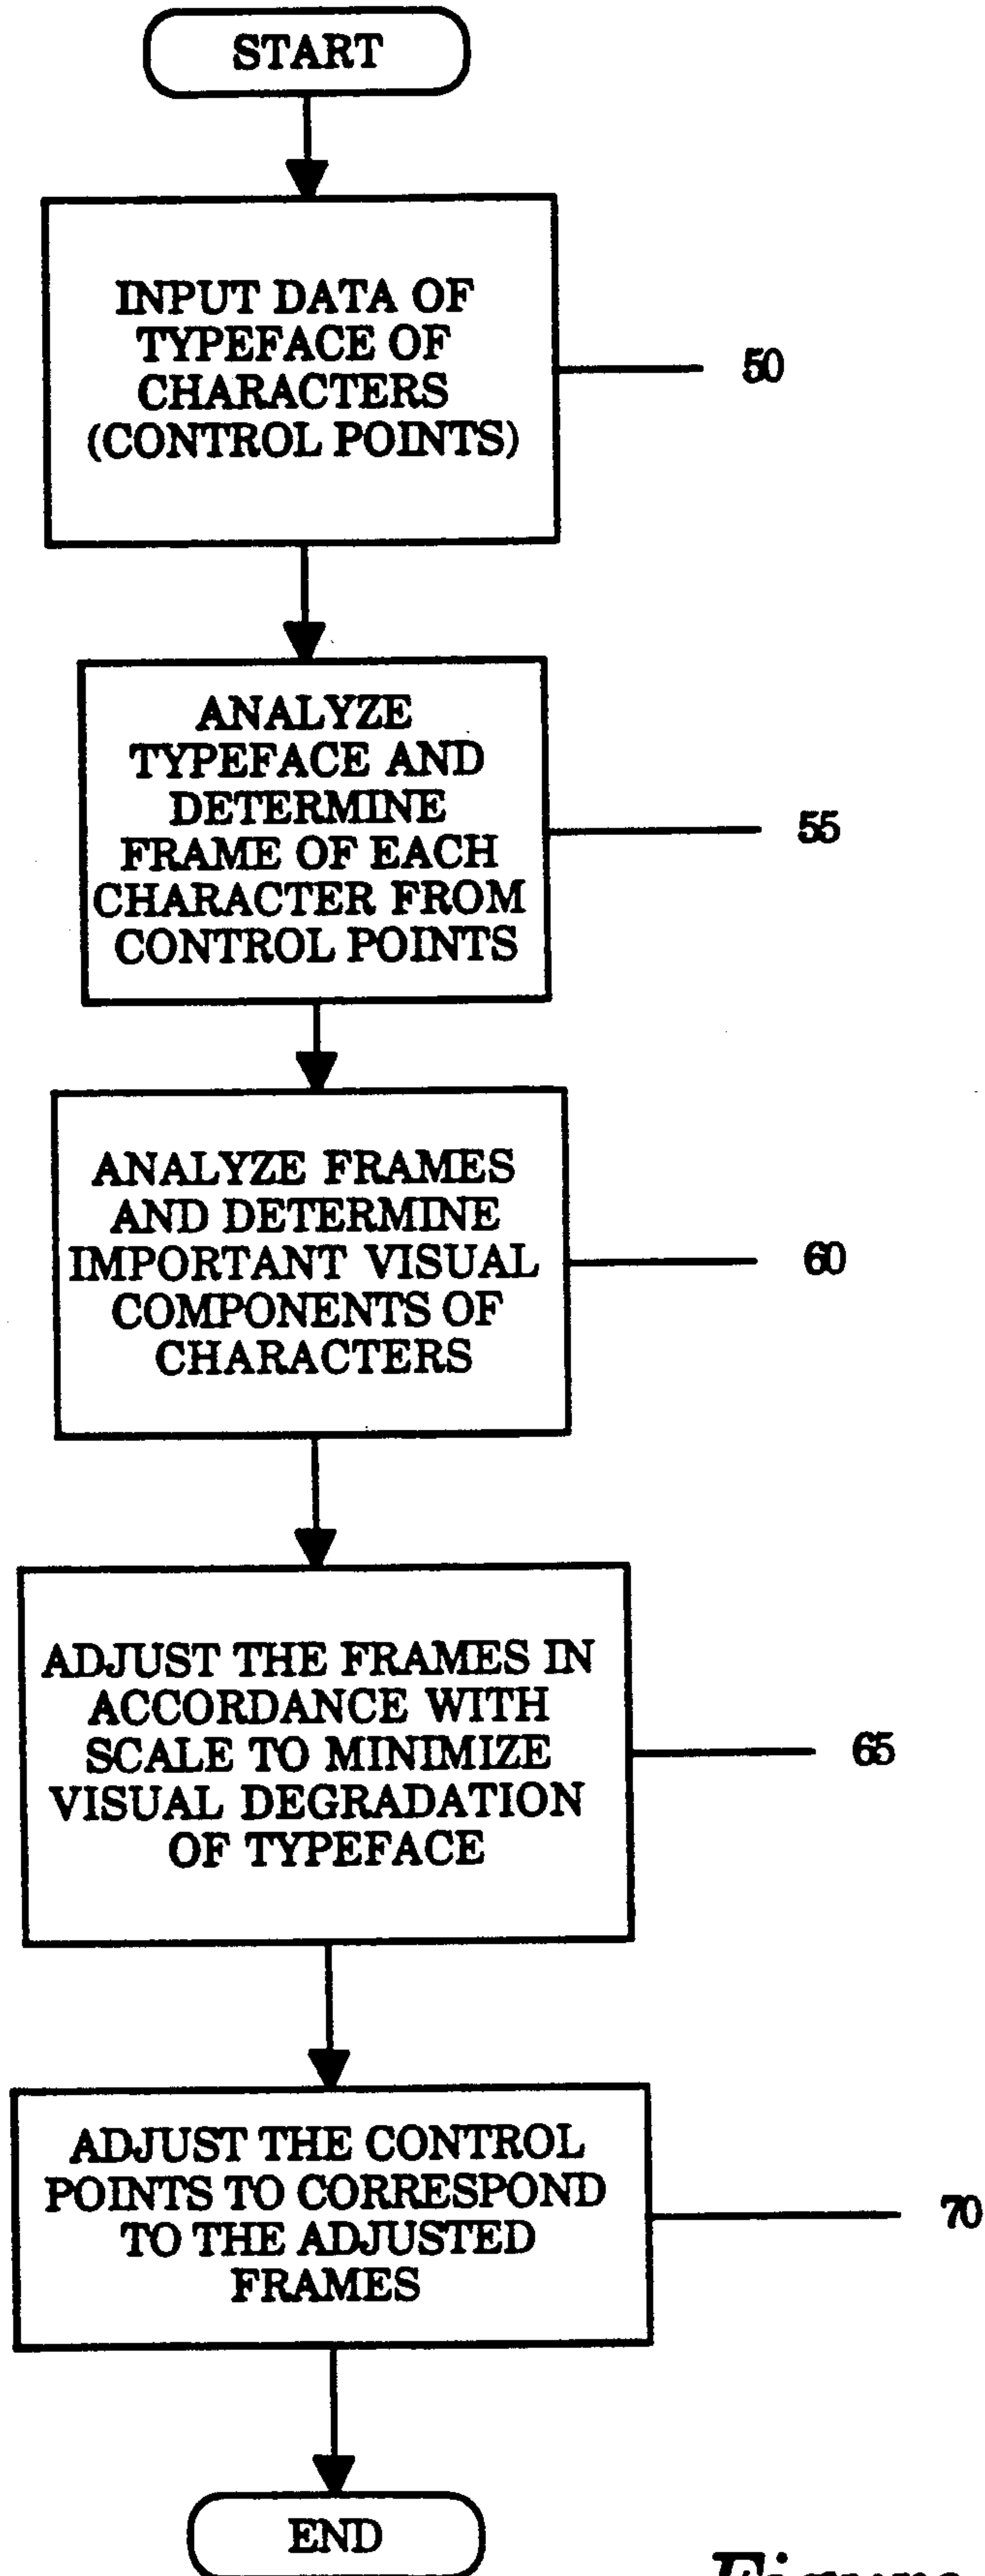 START
INPUT DATA OF
TYPEFACE OF
CHARACTERS
(CONTROL POINTS)
50
ANALYZE
TYPEFACE AND
DETERMINE
FRAME OF EACH
CHARACTER FROM
CONTROL POINTS
55
ANALYZE FRAMES
AND DETERMINE
IMPORTANT VISUAL
COMPONENTS OF
CHARACTERS
60
ADJUST THE FRAMES IN
ACCORDANCE WITH
SCALE TO MINIMIZE
VISUAL DEGRADATION
OF TYPEFACE
65
ADJUST THE CONTROL
POINTS TO CORRESPOND
TO THE ADJUSTED
FRAMES
70
END